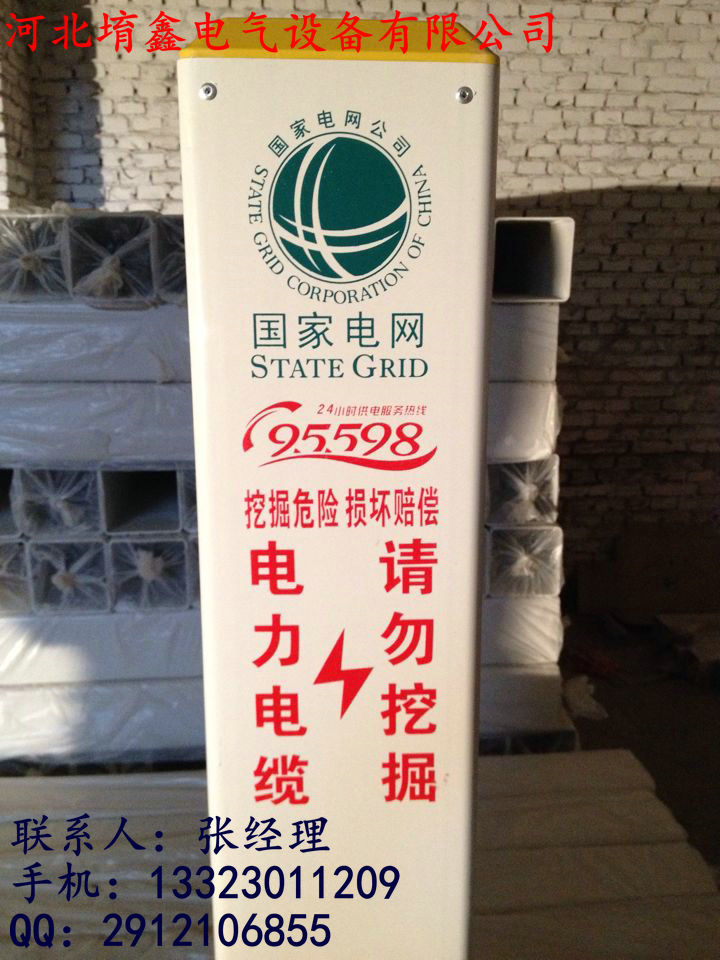 河北堉鑫电气设备有限公司
国家电网公司
STATE GRID CORPORATION OF CHINA
国家电网
STATE GRID
24小时供电服务热线
95598
挖掘危险 损坏赔偿
电力电缆
请勿挖掘
联系人：张经理
手机：13323011209
QQ：2912106855